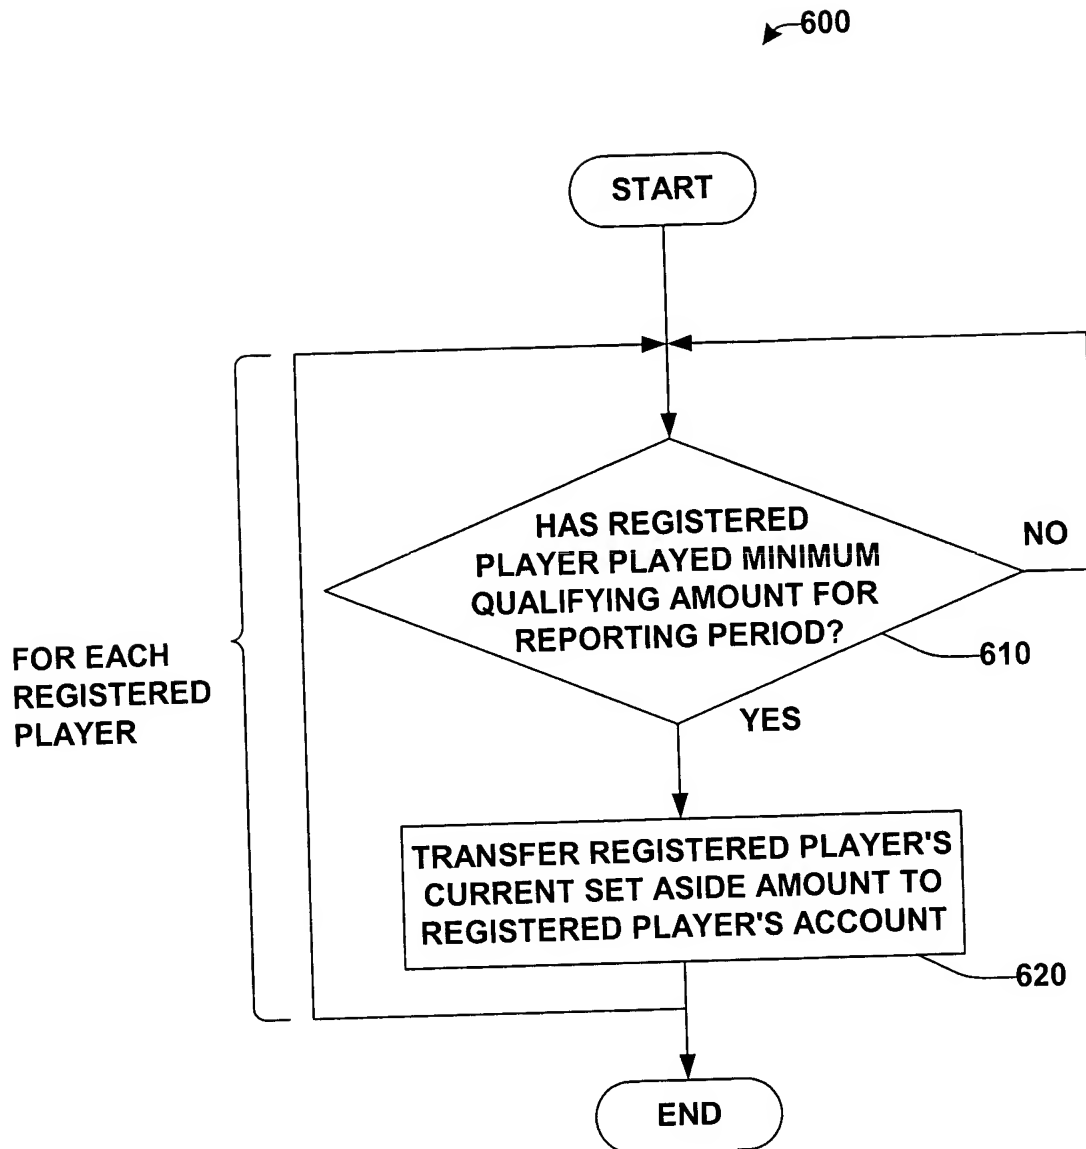 600
START
HAS REGISTERED
PLAYER PLAYED MINIMUM
QUALIFYING AMOUNT FOR
REPORTING PERIOD?
NO
610
FOR EACH
REGISTERED
PLAYER
YES
TRANSFER REGISTERED PLAYER'S
CURRENT SET ASIDE AMOUNT TO
REGISTERED PLAYER'S ACCOUNT
620
END